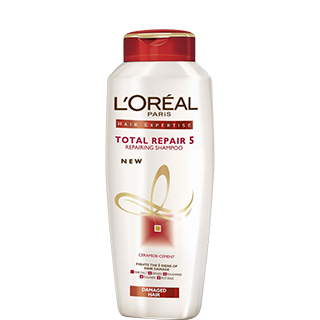 L'ORÉAL
PARIS
HAIR EXPERTISE
TOTAL REPAIR 5
REPAIRING SHAMPOO
NEW
CERAMIDE-CEMENT
FIGHTS THE 5 SIGNS OF
HAIR DAMAGE
DAMAGED
HAIR